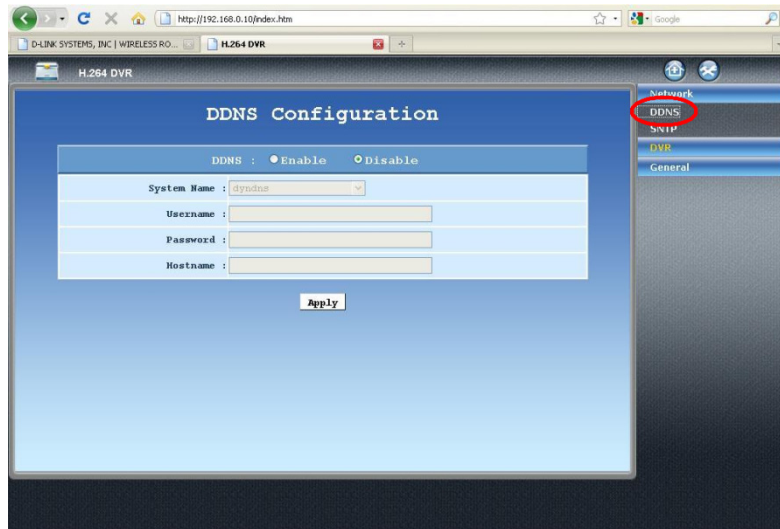 http://192.168.0.10/index.htm
Google
D-LINK SYSTEMS, INC | WIRELESS RO...
H.264 DVR
H.264 DVR
Network
DDNS
SNTP
DVR
General
DDNS Configuration
DDNS : Enable Disable
System Name : dyndns
Username :
Password :
Hostname :
Apply